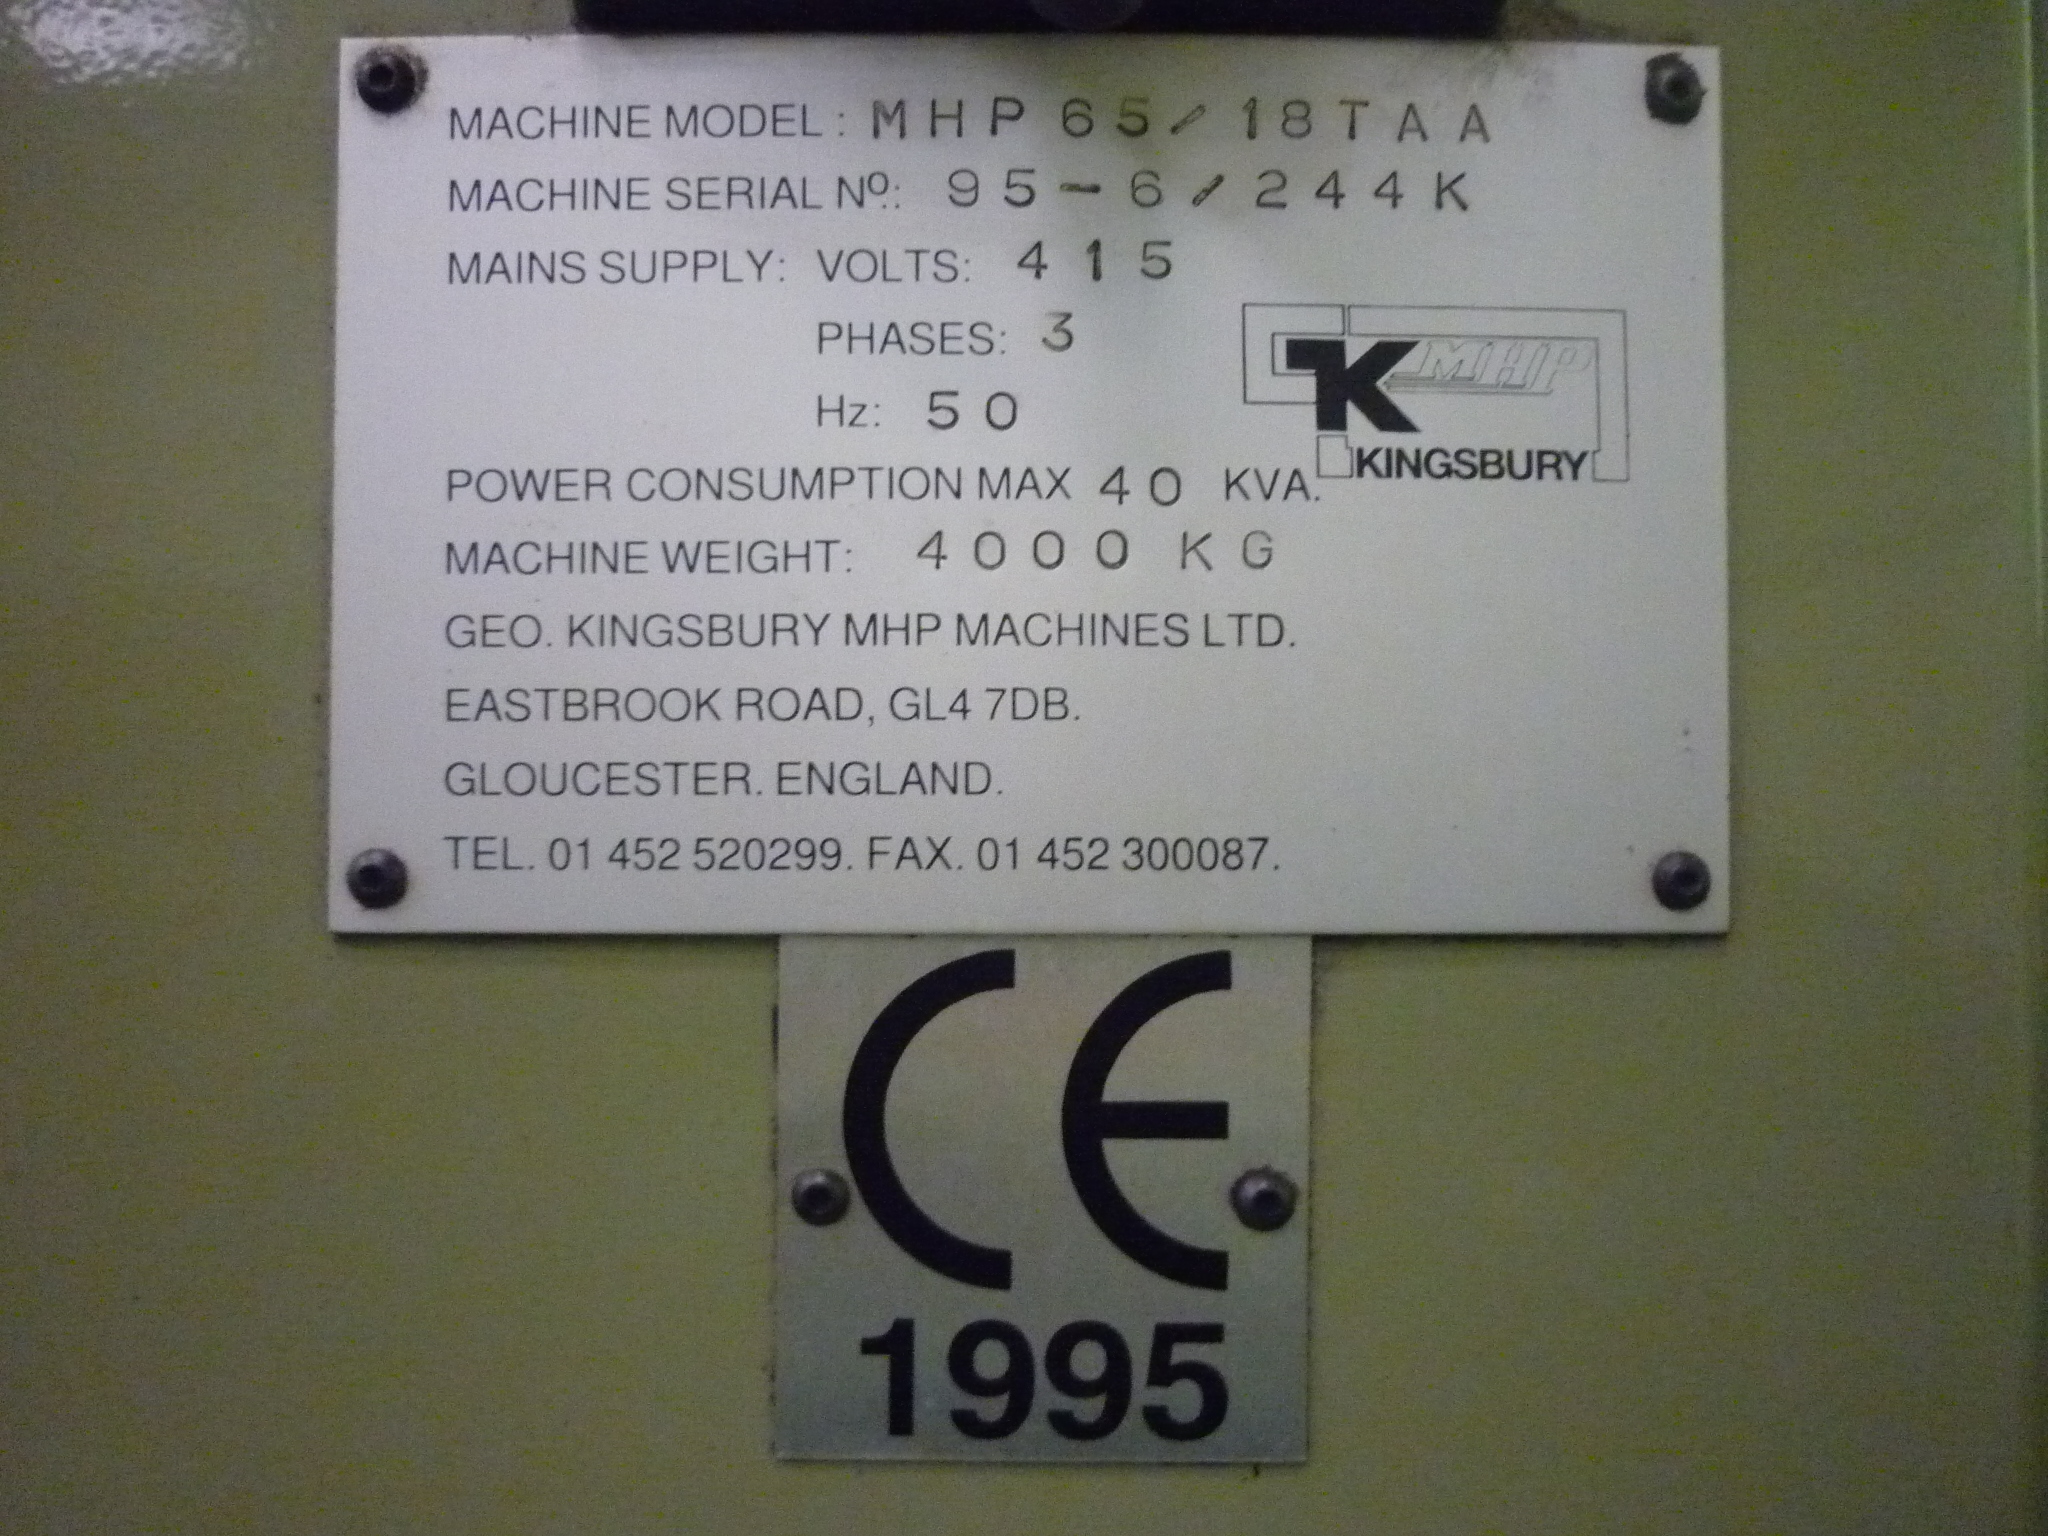 MACHINE MODEL: MHP 65/18TAA
MACHINE SERIAL Nº: 95-6/244K
MAINS SUPPLY: VOLTS: 415
PHASES: 3
Hz: 50
K MHP
KINGSBURY
POWER CONSUMPTION MAX 40 KVA.
MACHINE WEIGHT: 4000 KG
GEO. KINGSBURY MHP MACHINES LTD.
EASTBROOK ROAD, GL4 7DB.
GLOUCESTER. ENGLAND.
TEL. 01 452 520299. FAX. 01 452 300087.
CE
1995